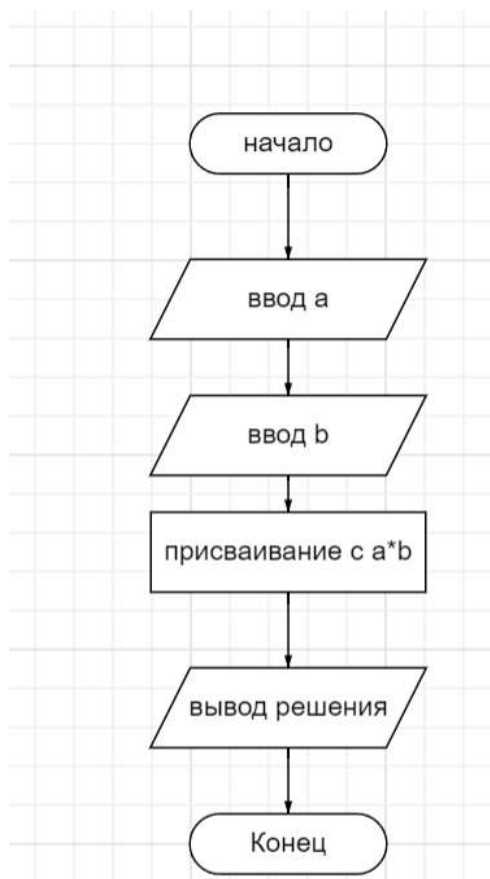 начало
ввод a
ввод b
присваивание с a*b
вывод решения
Конец